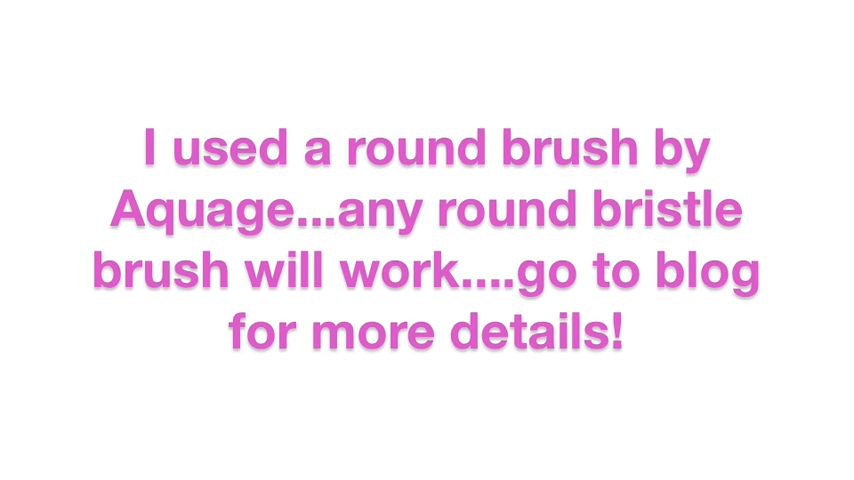 I used a round brush by
Aquage...any round bristle
brush will work....go to blog
for more details!